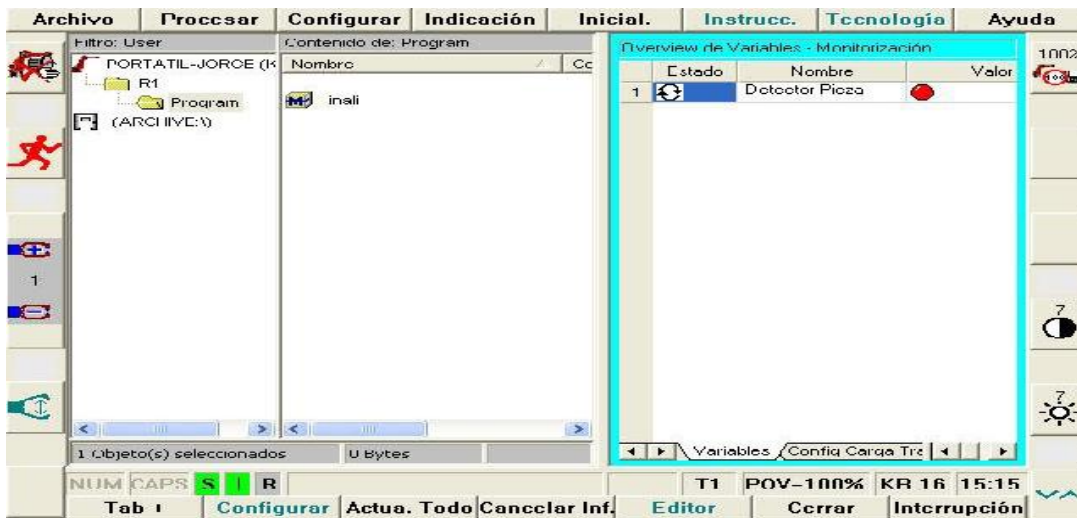 Archivo Procesar Configurar Indicación Inicial. Instrucc. Tecnología Ayuda
Filtro: User
PORTATIL-JORGE (K
R1
Program
(ARCHIVE:\)
Contenido de: Program
Nombre Co
inali
Overview de Variables - Monitorización
Estado Nombre Valor
1 Detector Pieza
Variables Config Carga Tra
1 Objeto(s) seleccionados 0 Bytes
1
100%
7
7
NUM CAPS S I R T1 POV-100% KR 16 15:15
Configurar Actua. Todo Cancelar Inf. Editor Cerrar Interrupción